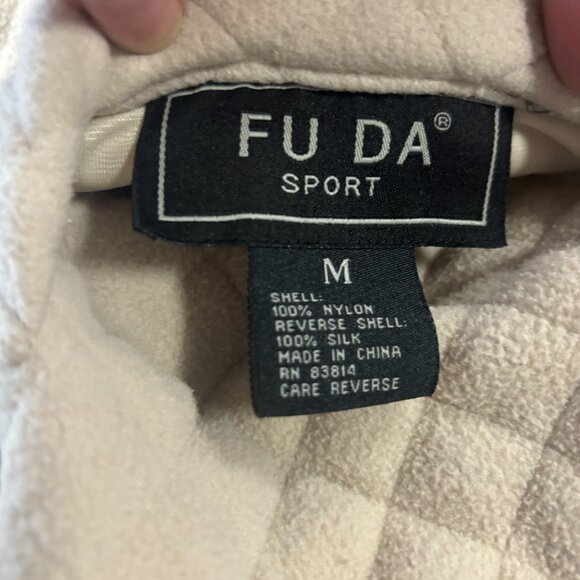 FU DA®
SPORT
M
SHELL:
100% NYLON
REVERSE SHELL:
100% SILK
MADE IN CHINA
RN 83814
CARE REVERSE